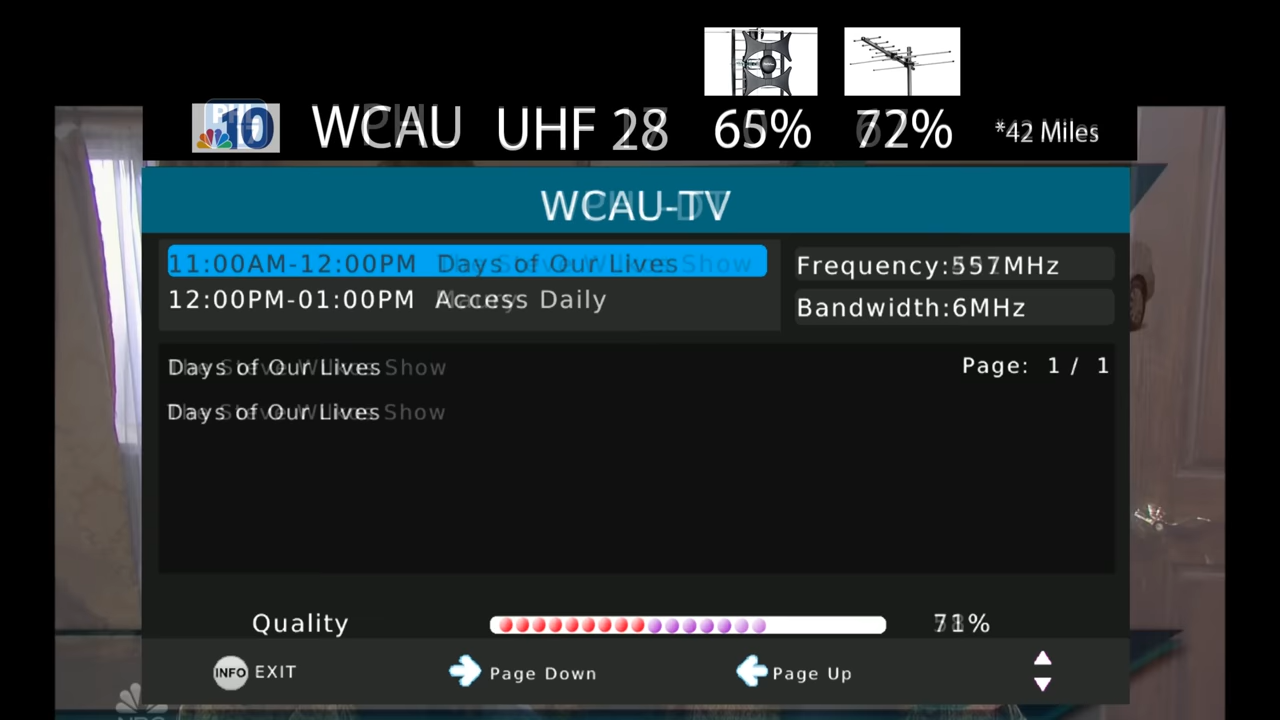 10 WCAU UHF 28 65% 72% *42 Miles
WCAU-TV
11:00AM-12:00PM Days of Our Lives
Frequency:557MHz
12:00PM-01:00PM Access Daily
Bandwidth:6MHz
Days of Our Lives
Page: 1 / 1
Days of Our Lives
Quality 71%
INFO EXIT Page Down Page Up
NBC